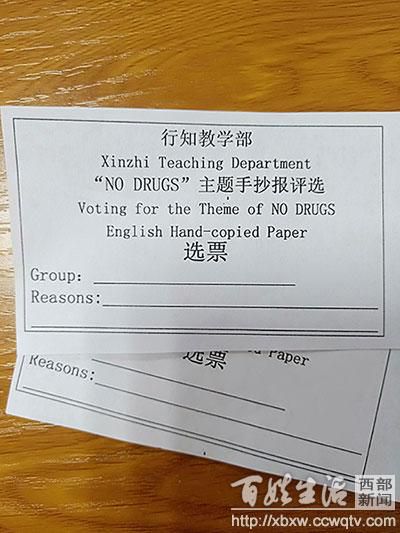 行知教学部
Xinzhi Teaching Department
“NO DRUGS”主题手抄报评选
Voting for the Theme of NO DRUGS
English Hand-copied Paper
选票
Group:
Reasons:
选票
ed Paper
Reasons:
百姓生活
西部新闻
http://xbxw.ccwqtv.com